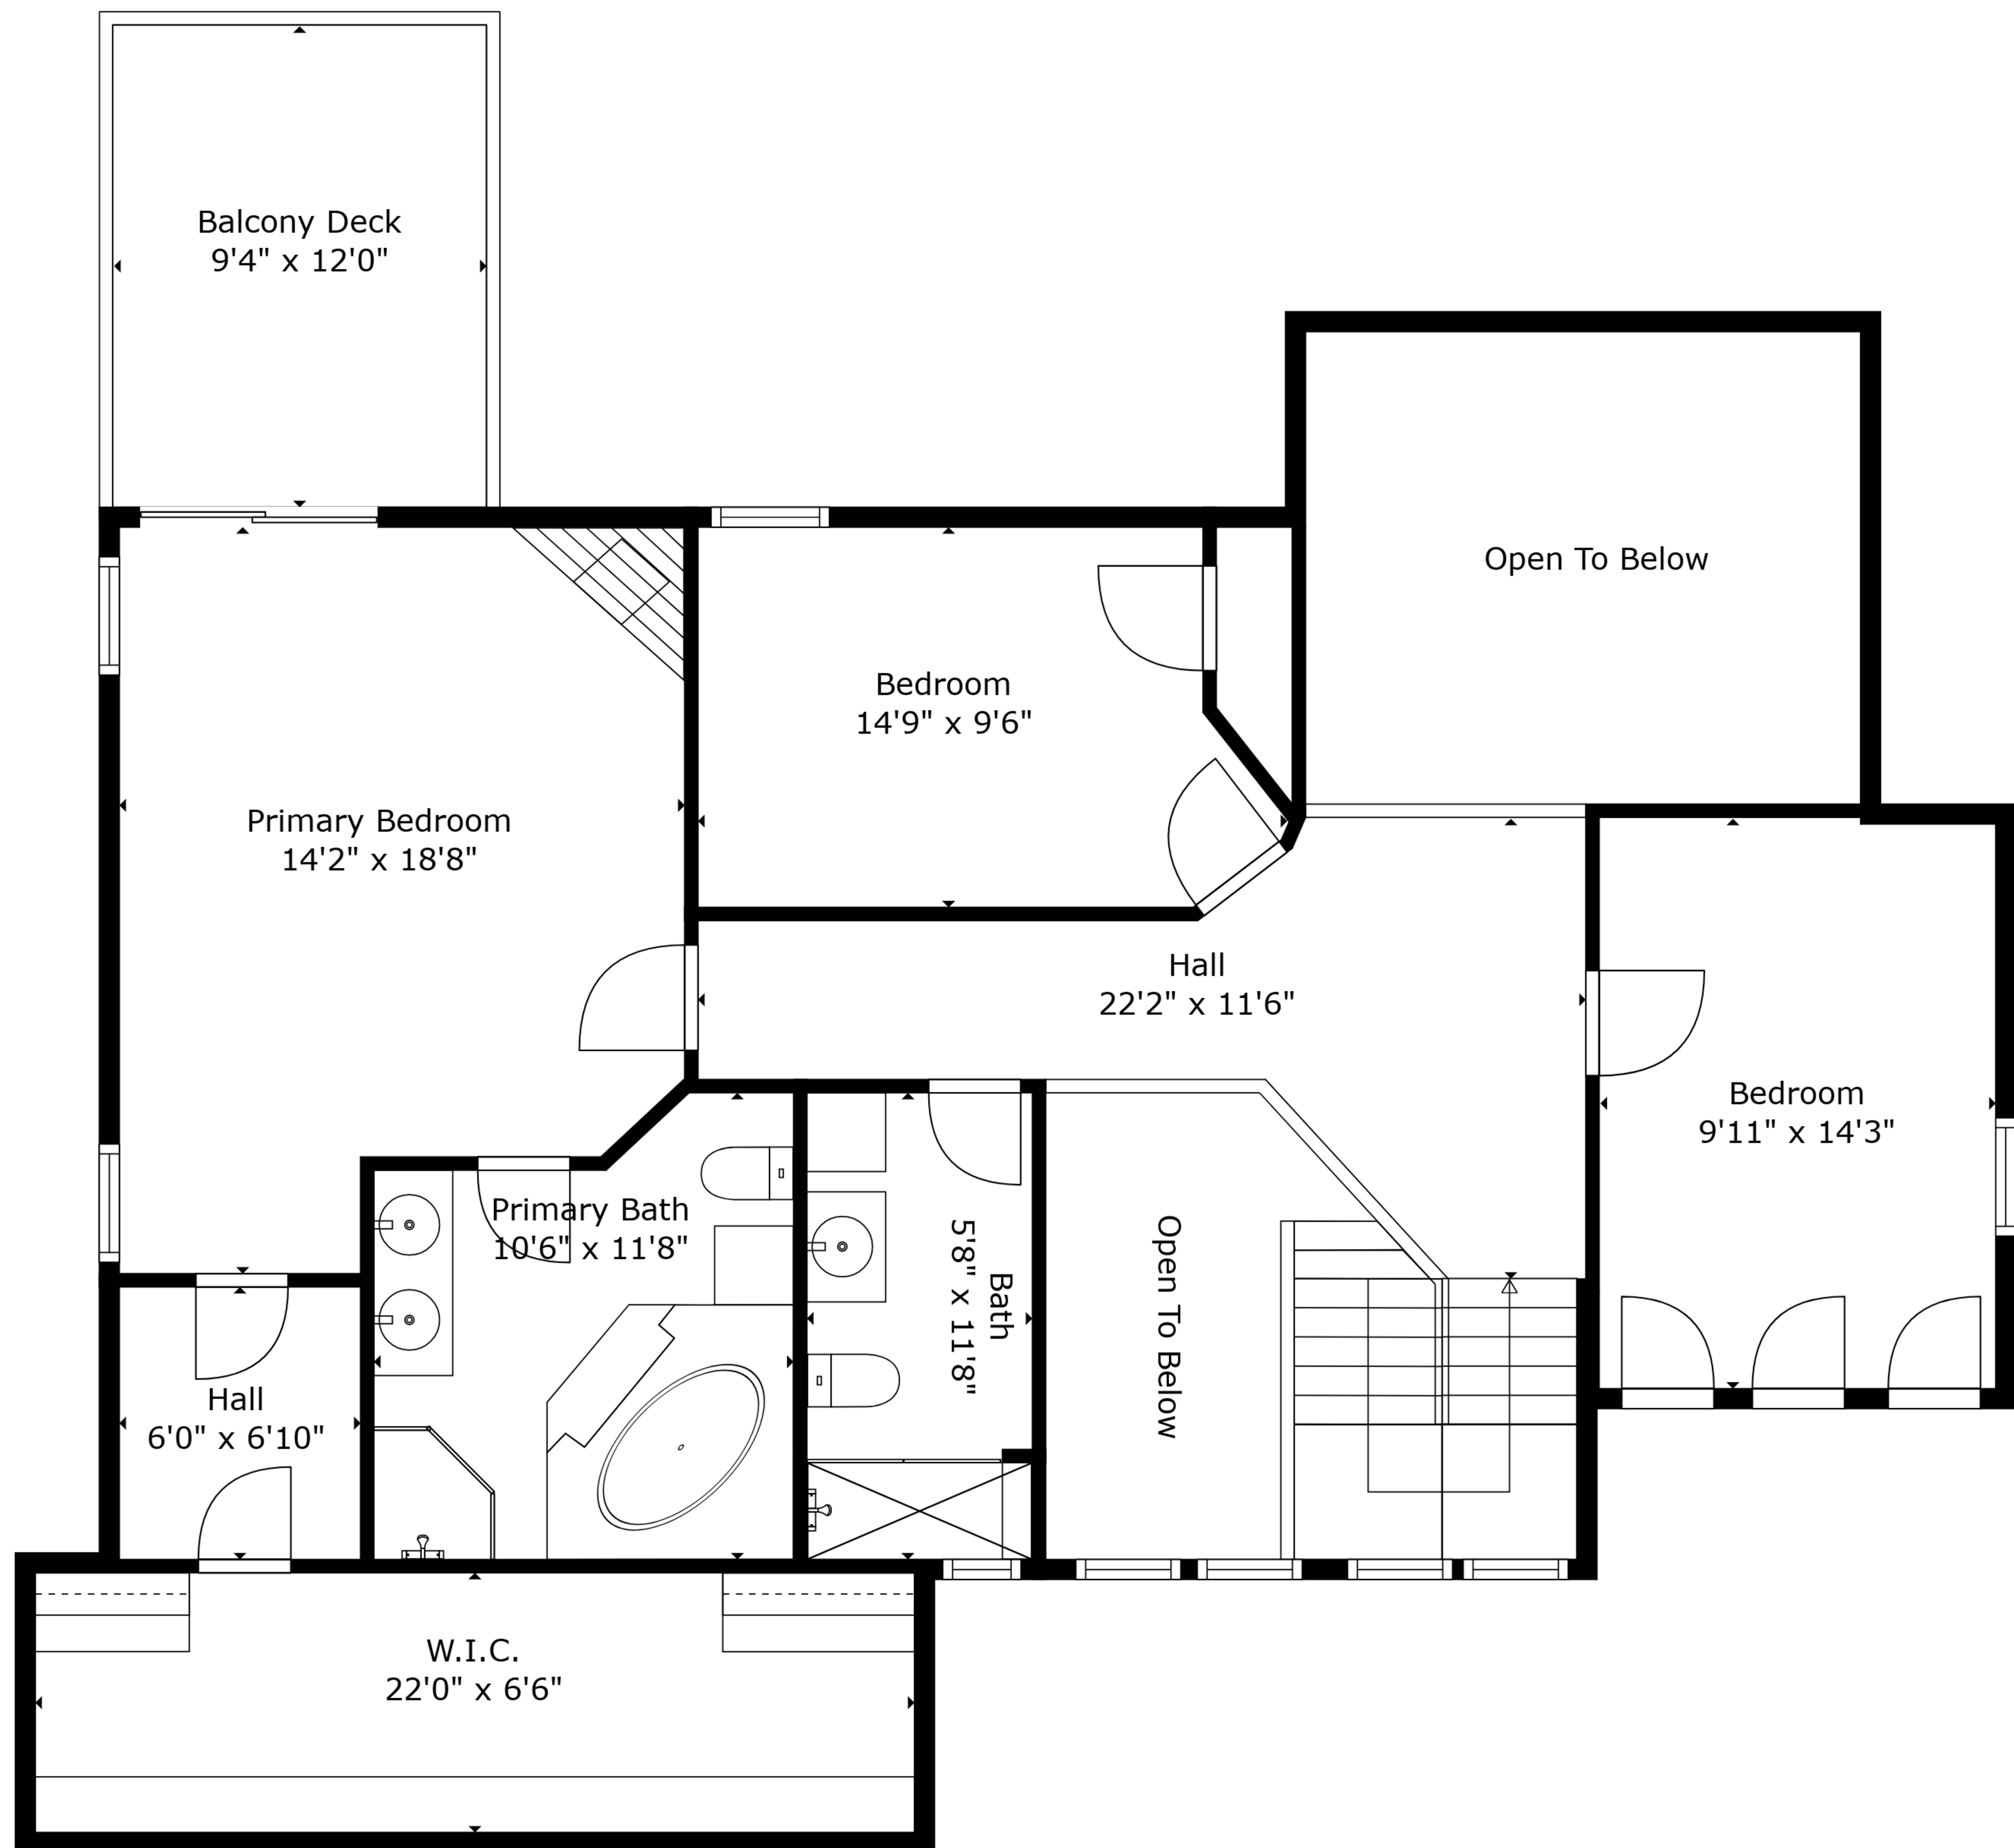 Balcony Deck
9'4" x 12'0"
Open To Below
Bedroom
14'9" x 9'6"
Primary Bedroom
14'2" x 18'8"
Hall
22'2" x 11'6"
Bedroom
9'11" x 14'3"
Primary Bath
10'6" x 11'8"
Bath
5'8" x 11'8"
Open To Below
Hall
6'0" x 6'10"
W.I.C.
22'0" x 6'6"